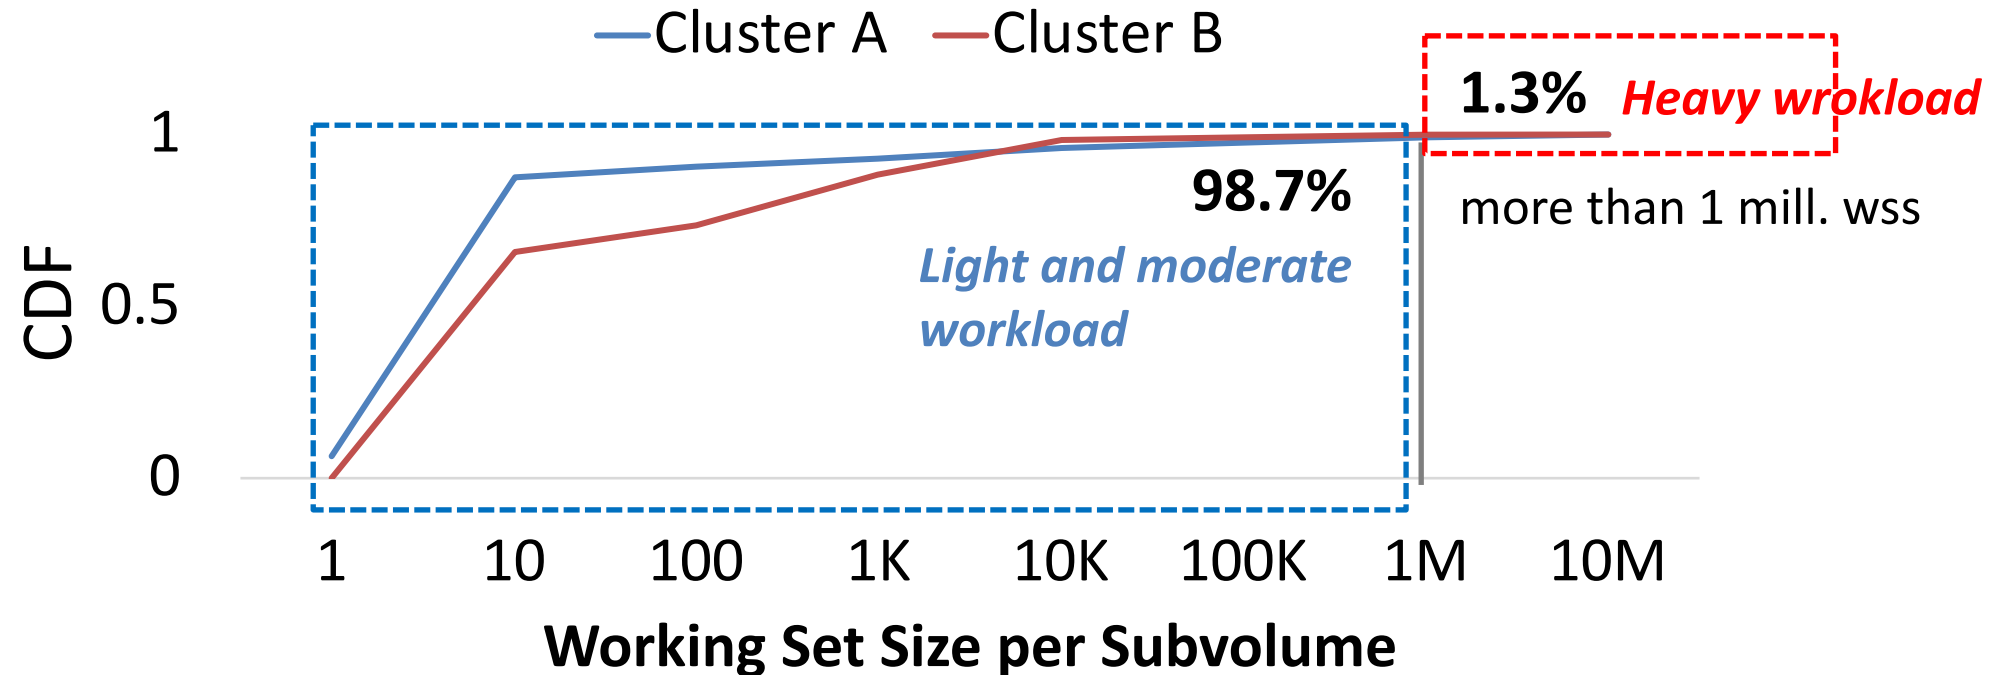 Cluster A Cluster B
1.3% Heavy wrokload
1
98.7%
more than 1 mill. wss
Light and moderate
workload
CDF
0.5
0
1 10 100 1K 10K 100K 1M 10M
Working Set Size per Subvolume